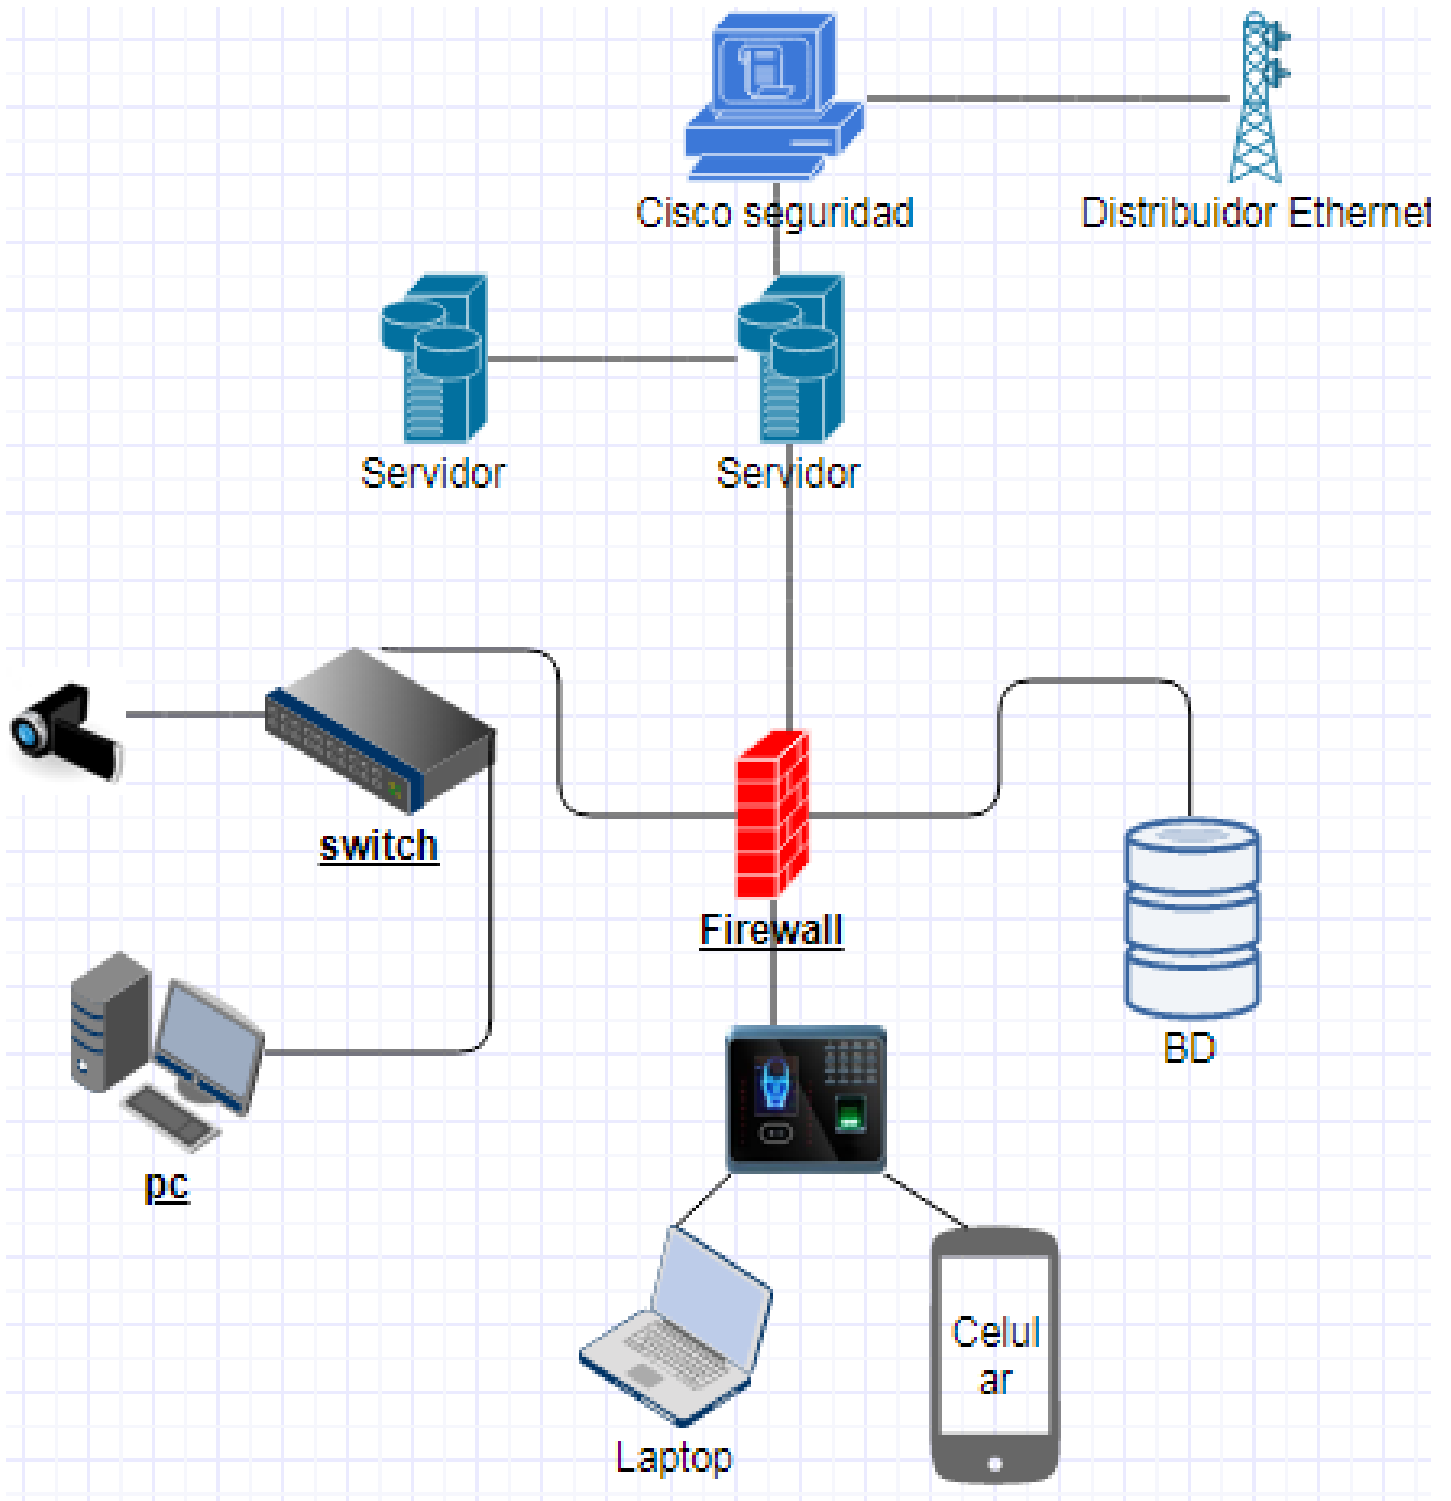 Cisco seguridad
Distribuidor Ethernet
Servidor
Servidor
switch
Firewall
BD
pc
Celul
ar
Laptop